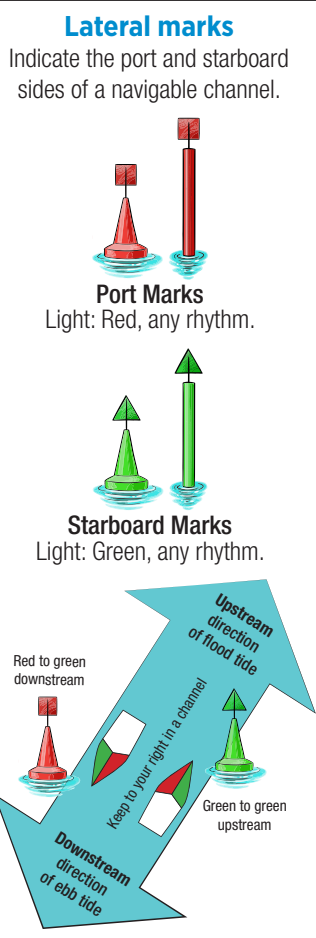 Lateral marks
Indicate the port and starboard
sides of a navigable channel.
Port Marks
Light: Red, any rhythm.
Starboard Marks
Light: Green, any rhythm.
Upstream
direction
of flood tide
Red to green
downstream
Keep to your right in a channel
Green to green
upstream
Downstream
direction
of ebb tide